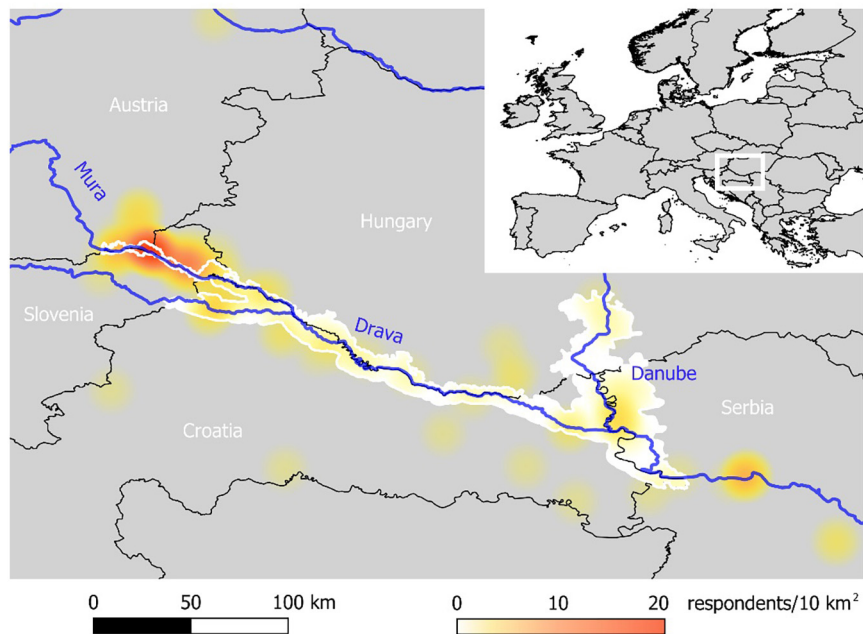 Austria
Mura
Hungary
Slovenia
Drava
Danube
Serbia
Croatia
0 50 100 km
0 10 20 respondents/10 km²